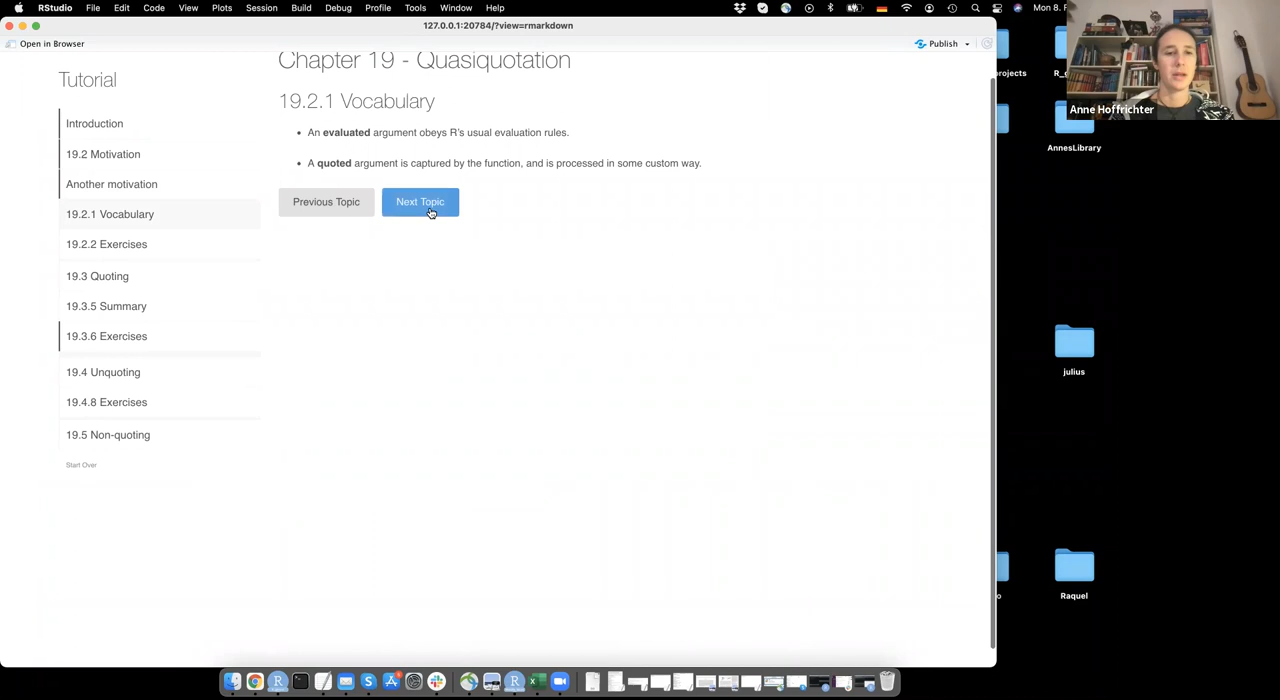 RStudio File Edit Code View Plots Session Build Debug Profile Tools Window Help
Mon 8. F
127.0.0.1:20784/?view=rmarkdown
Open in Browser
Publish
Tutorial
Introduction
19.2 Motivation
Another motivation
19.2.1 Vocabulary
19.2.2 Exercises
19.3 Quoting
19.3.5 Summary
19.3.6 Exercises
19.4 Unquoting
19.4.8 Exercises
19.5 Non-quoting
Start Over
Chapter 19 - Quasiquotation
19.2.1 Vocabulary
• An evaluated argument obeys R's usual evaluation rules.
• A quoted argument is captured by the function, and is processed in some custom way.
Previous Topic
Next Topic
Anne Hoffrichter
projects
AnnesLibrary
julius
Raquel